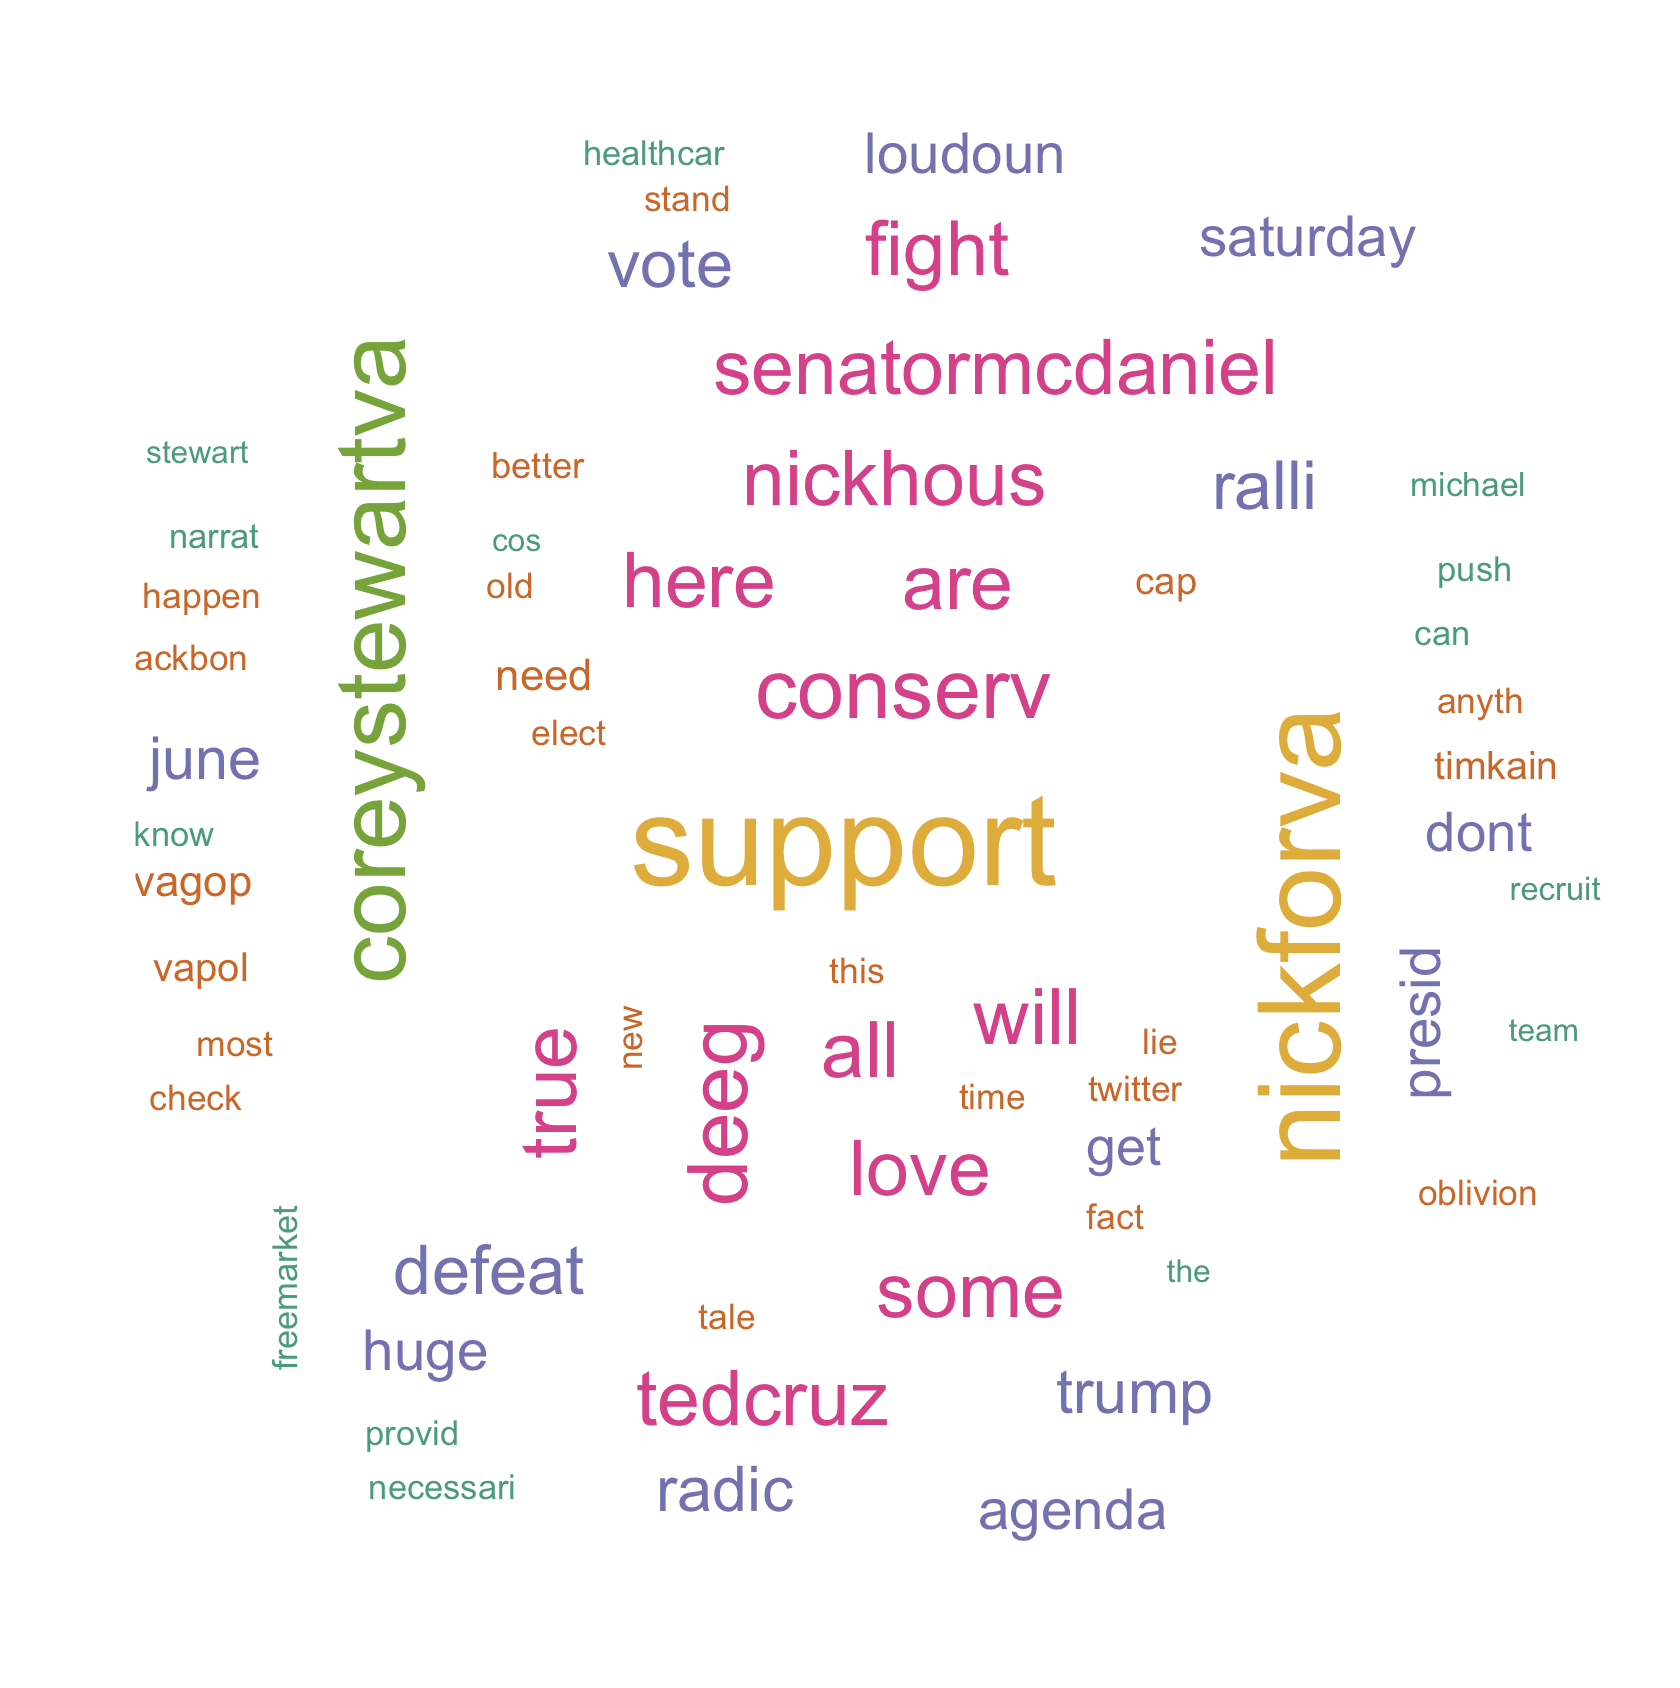 healthcar
loudoun
stand
fight
saturday
vote
senatormcdaniel
coreystewartva
stewart
better
nickhous
ralli
michael
narrat
cos
here
are
cap
push
happen
old
can
ackbon
need
conserv
anyth
elect
june
timkain
nickforva
support
dont
know
vagop
recruit
vapol
this
presid
will
new
true
deeg
all
most
lie
team
check
time
twitter
get
love
oblivion
fact
freemarket
defeat
the
some
tale
huge
tedcruz
trump
provid
necessari
radic
agenda